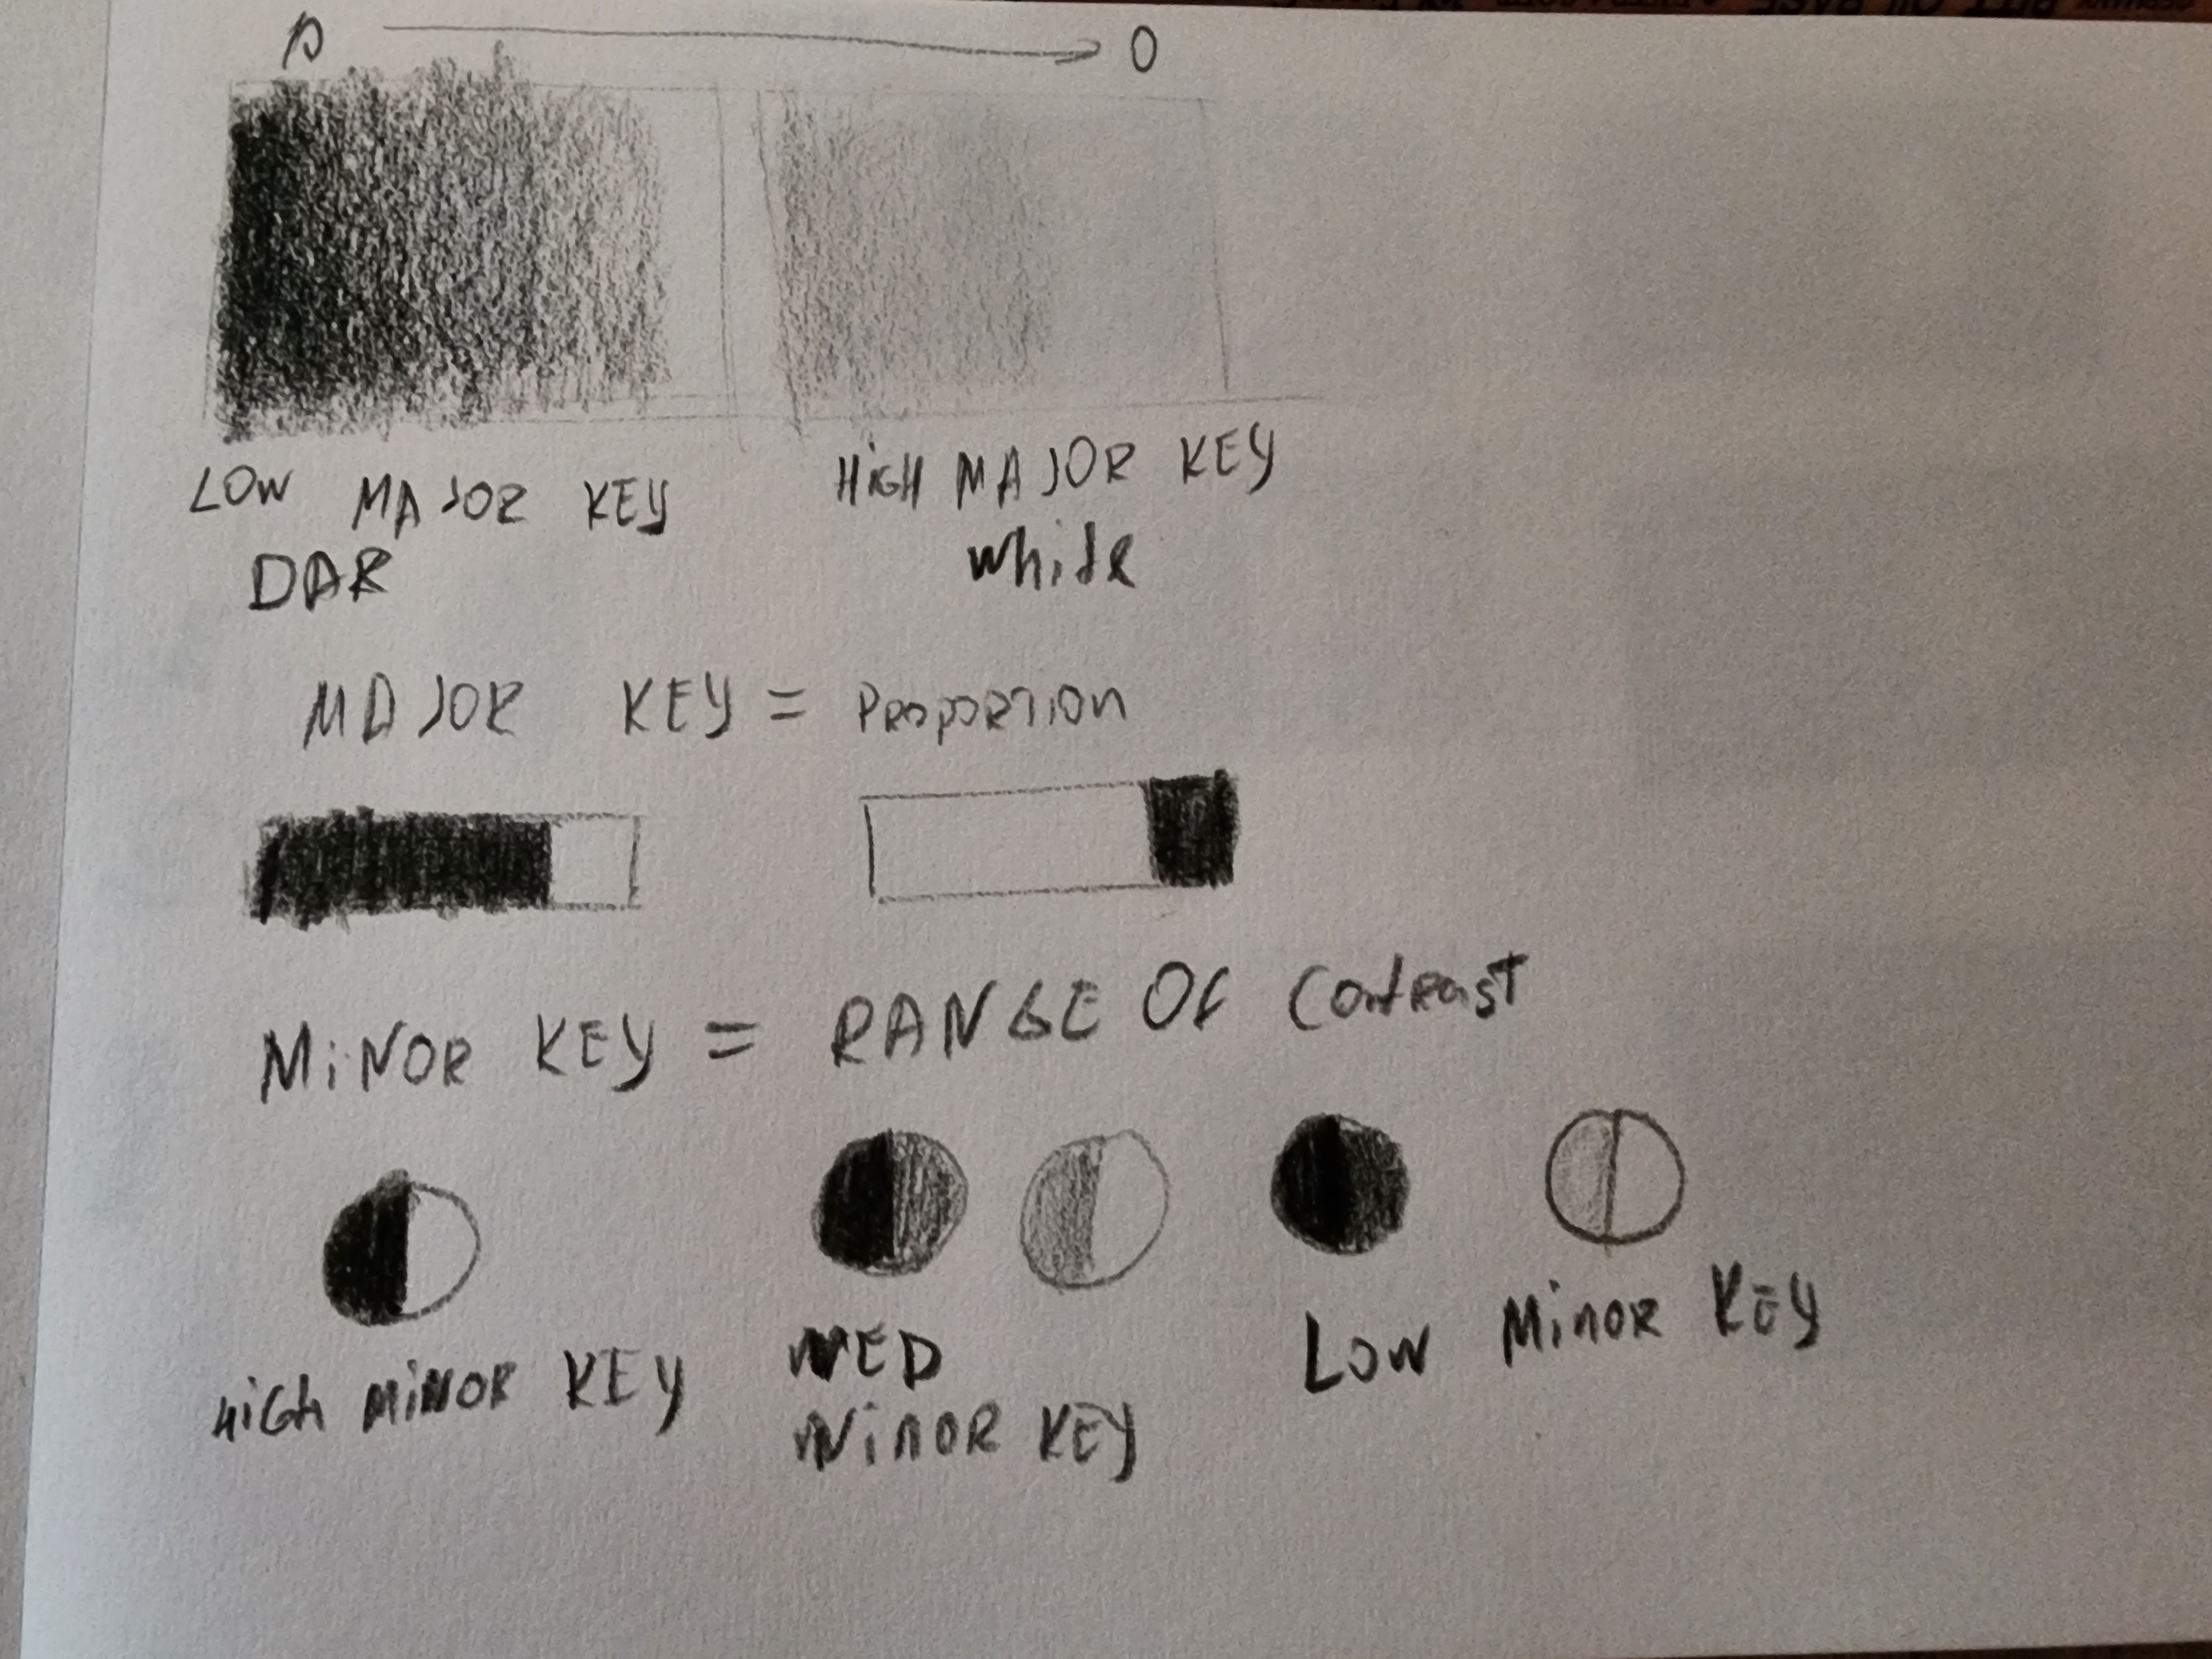 0
LOW MAJOR KEY
HiGH MAJOR KEY
DAR
white
MAJOR KEY = PROPORTION
MiNOR KEY = RANGE OF Contrast
HiGH MiNOR KEY
MED
MiNOR KEY
LOW MiNOR KEY